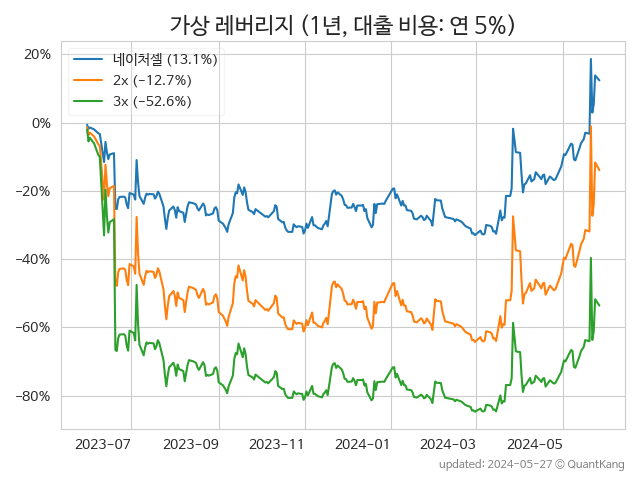 가상 레버리지 (1년, 대출 비용: 연 5%)
네이처셀 (13.1%)
2x (−12.7%)
3x (−52.6%)
20%
0%
−20%
−40%
−60%
−80%
2023−07
2023−09
2023−11
2024−01
2024−03
2024−05
updated: 2024-05-27 © QuantKang